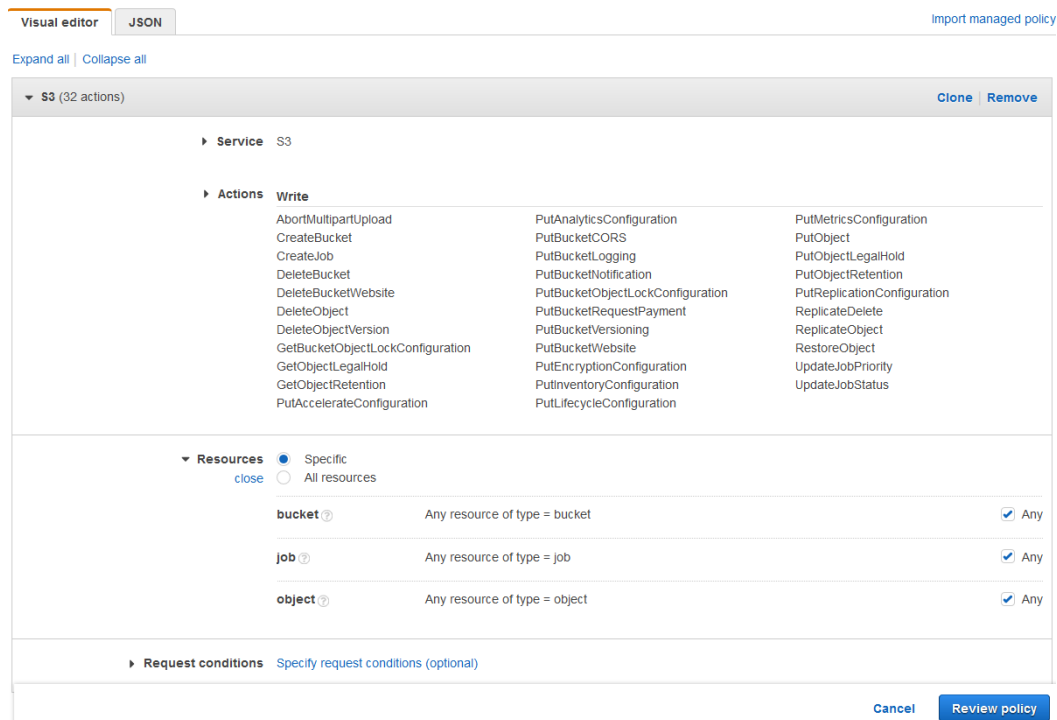 Visual editor JSON Import managed policy
Expand all | Collapse all
S3 (32 actions) Clone | Remove
Service S3
Actions Write
AbortMultipartUpload PutAnalyticsConfiguration PutMetricsConfiguration
CreateBucket PutBucketCORS PutObject
CreateJob PutBucketLogging PutObjectLegalHold
DeleteBucket PutBucketNotification PutObjectRetention
DeleteBucketWebsite PutBucketObjectLockConfiguration PutReplicationConfiguration
DeleteObject PutBucketRequestPayment ReplicateDelete
DeleteObjectVersion PutBucketVersioning ReplicateObject
GetBucketObjectLockConfiguration PutBucketWebsite RestoreObject
GetObjectLegalHold PutEncryptionConfiguration UpdateJobPriority
GetObjectRetention PutInventoryConfiguration UpdateJobStatus
PutAccelerateConfiguration PutLifecycleConfiguration
Resources Specific
close All resources
bucket ? Any resource of type = bucket Any
job ? Any resource of type = job Any
object ? Any resource of type = object Any
Request conditions Specify request conditions (optional)
Cancel Review policy